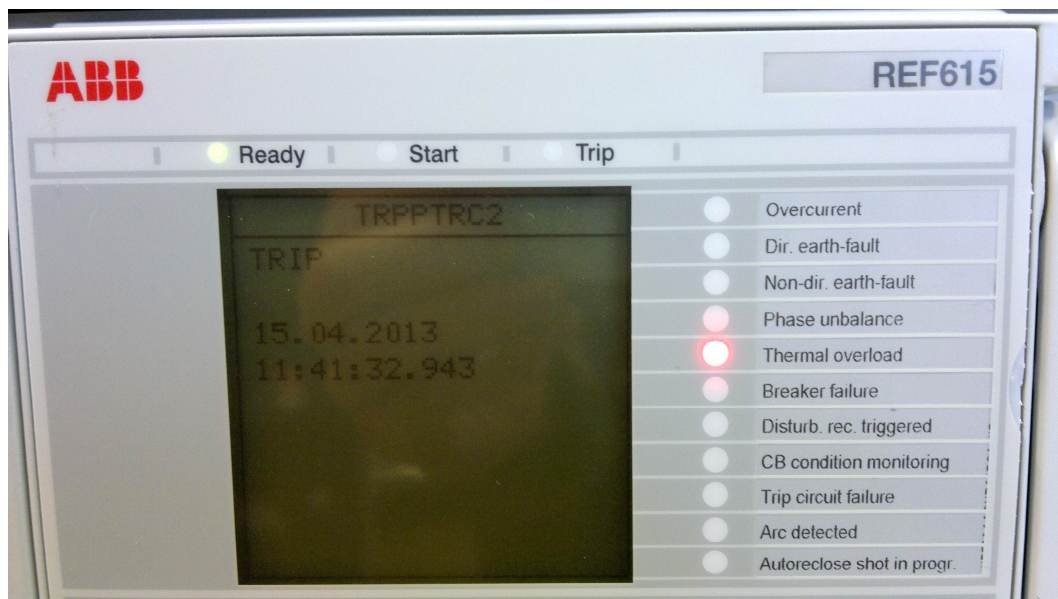 ABB
REF615
Ready Start Trip
TRPPTRC2
TRIP
15.04.2013
11:41:32.943
Overcurrent
Dir. earth-fault
Non-dir. earth-fault
Phase unbalance
Thermal overload
Breaker failure
Disturb. rec. triggered
CB condition monitoring
Trip circuit failure
Arc detected
Autoreclose shot in progr.